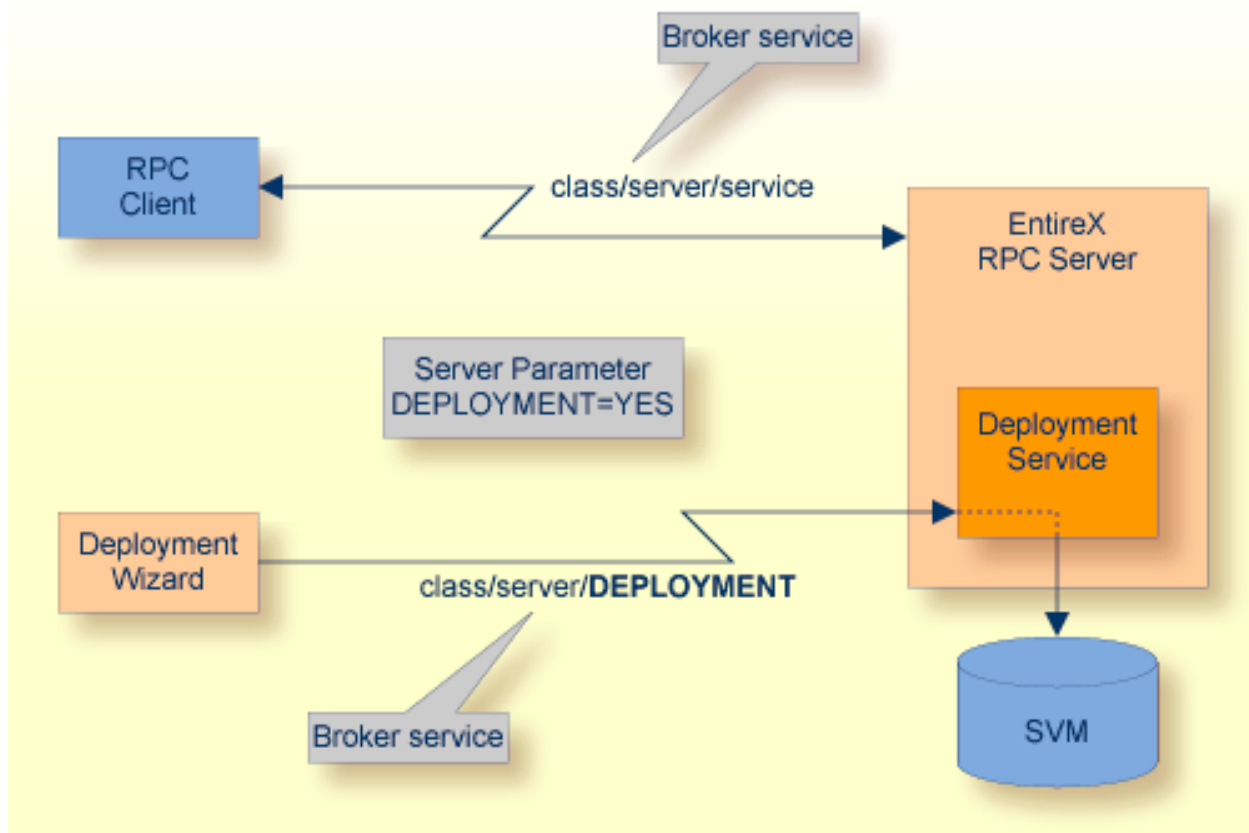 Broker service
RPC
Client
class/server/service
EntireX
RPC Server
Server Parameter
DEPLOYMENT=YES
Deployment
Service
Deployment
Wizard
class/server/DEPLOYMENT
Broker service
SVM